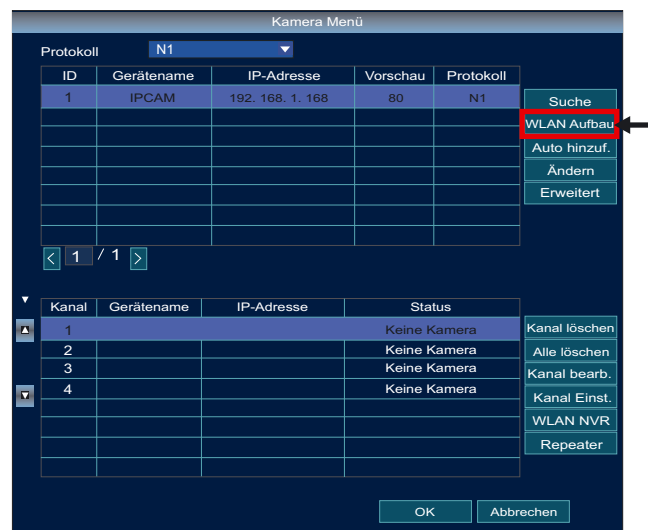 Kamera Menü
Protokoll N1
ID Gerätename IP-Adresse Vorschau Protokoll
1 IPCAM 192. 168. 1. 168 80 N1
Suche
WLAN Aufbau
Auto hinzuf.
Ändern
Erweitert
< 1 / 1 >
Kanal Gerätename IP-Adresse Status
1 Keine Kamera
2 Keine Kamera
3 Keine Kamera
4 Keine Kamera
Kanal löschen
Alle löschen
Kanal bearb.
Kanal Einst.
WLAN NVR
Repeater
OK Abbrechen